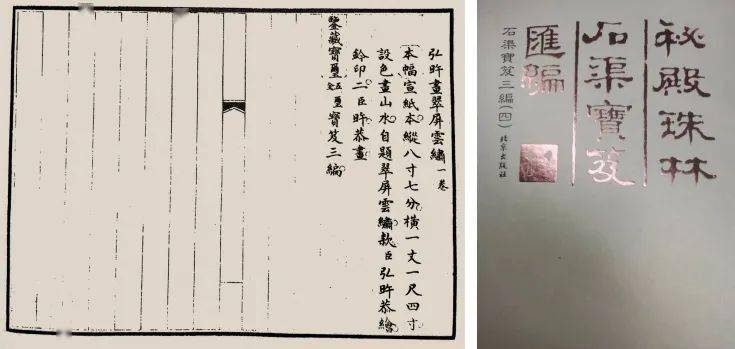 弘旿畫翠屏雲繡一卷
本幅宣紙本縱八寸七分橫一丈一尺四寸
設色畫山水自題翠屏雲繡款臣弘旿恭繪
鈐印二臣旿恭畫
鑒藏寶璽五璽全寶笈三編
秘殿珠林
石渠寶笈
匯編
石渠寶笈三編(四)
北京出版社